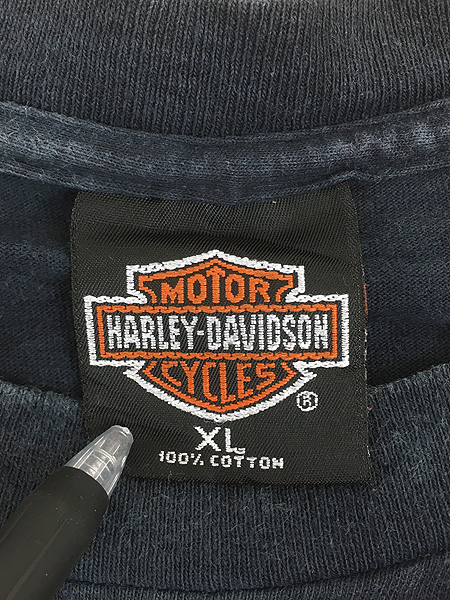 MOTOR
HARLEY-DAVIDSON
CYCLES
®
XL
100% COTTON